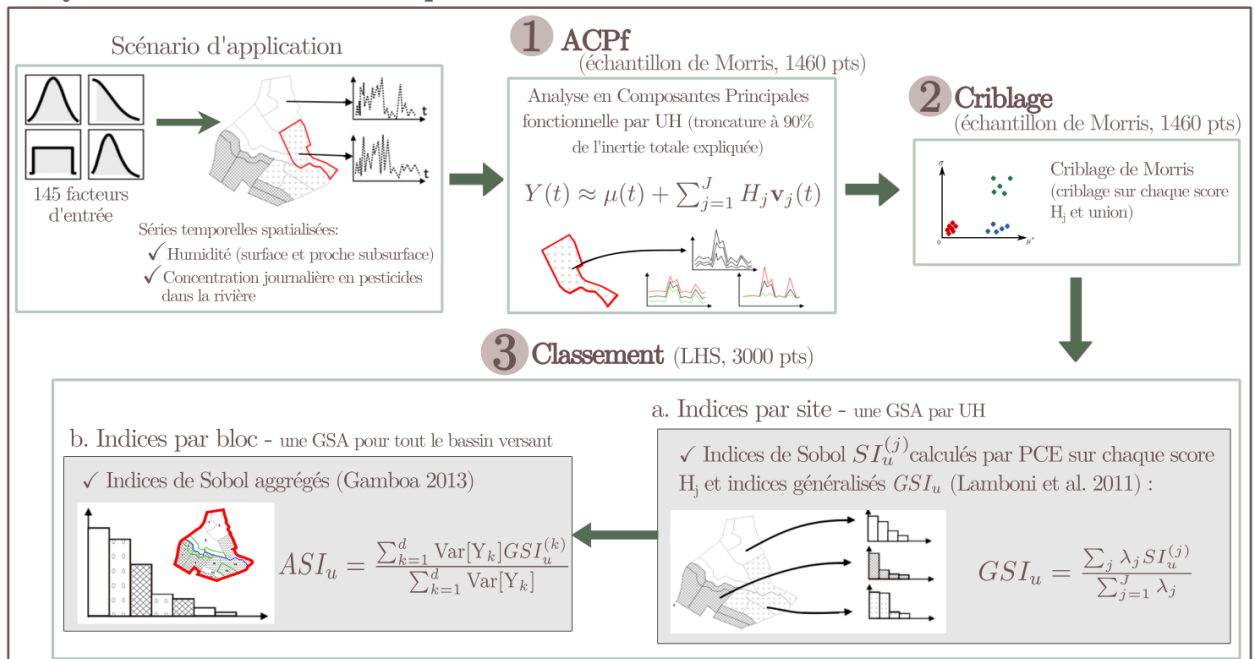 Scénario d'application
145 facteurs
d'entrée
t
t
Séries temporelles spatialisées:
✓ Humidité (surface et proche subsurface)
✓ Concentration journalière en pesticides
dans la rivière
1 ACPf
(échantillon de Morris, 1460 pts)
Analyse en Composantes Principales
fonctionnelle par UH (troncature à 90%
de l'inertie totale expliquée)
Y(t) ≈ μ(t) + ∑_{j=1}^{J} H_j v_j(t)
2 Criblage
(échantillon de Morris, 1460 pts)
σ
0
μ*
Criblage de Morris
(criblage sur chaque score
H_j et union)
3 Classement (LHS, 3000 pts)
a. Indices par site - une GSA par UH
✓ Indices de Sobol SI_u^{(j)} calculés par PCE sur chaque score
H_j et indices généralisés GSI_u (Lamboni et al. 2011) :
GSI_u = \frac{∑_j λ_j SI_u^{(j)}}{∑_{j=1}^{J} λ_j}
b. Indices par bloc - une GSA pour tout le bassin versant
✓ Indices de Sobol aggrégés (Gamboa 2013)
ASI_u = \frac{∑_{k=1}^{d} Var[Y_k] GSI_u^{(k)}}{∑_{k=1}^{d} Var[Y_k]}